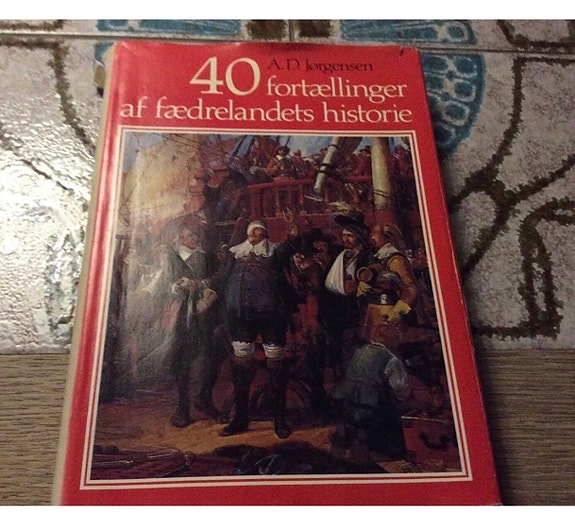 A.D. Jørgensen
40 fortællinger
af fædrelandets historie